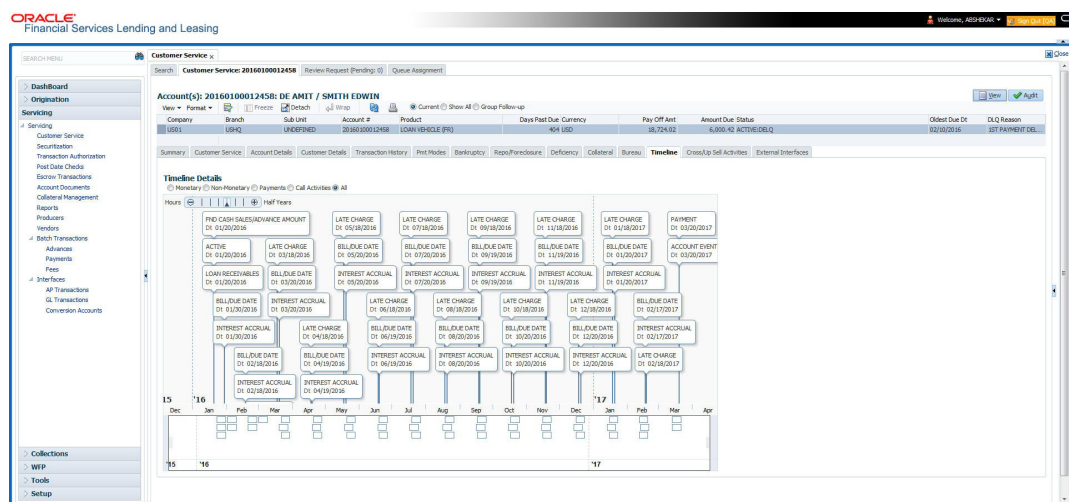 ORACLE
Financial Services Lending and Leasing
Welcome, ABSHEKAR
Sign Out [QA]
SEARCH MENU
Customer Service x
Close
Search Customer Service: 20160100012458 Review Request (Pending: 0) Queue Assignment
DashBoard
Origination
Servicing
Servicing
Customer Service
Securitization
Transaction Authorization
Post Date Checks
Escrow Transactions
Account Documents
Collateral Management
Reports
Producers
Vendors
Batch Transactions
Advances
Payments
Fees
Interfaces
AP Transactions
GL Transactions
Conversion Accounts
Collections
WFP
Tools
Setup
Account(s): 20160100012458: DE AMIT / SMITH EDWIN
View Audit
View Format Freeze Detach Wrap Current Show All Group Follow-up
Company Branch Sub Unit Account # Product Days Past Due Currency Pay Off Amt Amount Due Status Oldest Due Dt DLQ Reason
US01 USHQ UNDEFINED 20160100012458 LOAN VEHICLE (FR) 404 USD 18,724.02 6,000.42 ACTIVE:DELQ 02/10/2016 1ST PAYMENT DEL...
Summary Customer Service Account Details Customer Details Transaction History Pmt Modes Bankruptcy Repo/Foreclosure Deficiency Collateral Bureau Timeline Cross/Up Sell Activities External Interfaces
Timeline Details
Monetary Non-Monetary Payments Call Activities All
Hours Half Years
FND CASH SALES/ADVANCE AMOUNT LATE CHARGE LATE CHARGE LATE CHARGE LATE CHARGE LATE CHARGE PAYMENT
Dt 01/20/2016 Dt 05/18/2016 Dt 07/18/2016 Dt 09/18/2016 Dt 11/18/2016 Dt 01/18/2017 Dt 03/20/2017
ACTIVE LATE CHARGE BILL/DUE DATE BILL/DUE DATE BILL/DUE DATE BILL/DUE DATE BILL/DUE DATE ACCOUNT EVENT
Dt 01/20/2016 Dt 03/18/2016 Dt 05/20/2016 Dt 07/20/2016 Dt 09/19/2016 Dt 11/19/2016 Dt 01/20/2017 Dt 03/20/2017
LOAN RECEIVABLES BILL/DUE DATE INTEREST ACCRUAL INTEREST ACCRUAL INTEREST ACCRUAL INTEREST ACCRUAL INTEREST ACCRUAL
Dt 01/20/2016 Dt 03/20/2016 Dt 05/20/2016 Dt 07/20/2016 Dt 09/19/2016 Dt 11/19/2016 Dt 01/20/2017
BILL/DUE DATE INTEREST ACCRUAL LATE CHARGE LATE CHARGE LATE CHARGE LATE CHARGE BILL/DUE DATE
Dt 01/30/2016 Dt 03/20/2016 Dt 06/18/2016 Dt 08/18/2016 Dt 10/18/2016 Dt 12/18/2016 Dt 02/17/2017
INTEREST ACCRUAL LATE CHARGE BILL/DUE DATE BILL/DUE DATE BILL/DUE DATE BILL/DUE DATE INTEREST ACCRUAL
Dt 01/30/2016 Dt 04/18/2016 Dt 06/19/2016 Dt 08/20/2016 Dt 10/20/2016 Dt 12/20/2016 Dt 02/17/2017
BILL/DUE DATE BILL/DUE DATE INTEREST ACCRUAL INTEREST ACCRUAL INTEREST ACCRUAL INTEREST ACCRUAL LATE CHARGE
Dt 02/18/2016 Dt 04/19/2016 Dt 06/19/2016 Dt 08/20/2016 Dt 10/20/2016 Dt 12/20/2016 Dt 02/18/2017
INTEREST ACCRUAL INTEREST ACCRUAL
Dt 02/18/2016 Dt 04/19/2016
15 '16 '17
Dec Jan Feb Mar Apr May Jun Jul Aug Sep Oct Nov Dec Jan Feb Mar Apr
'15 '16 '17